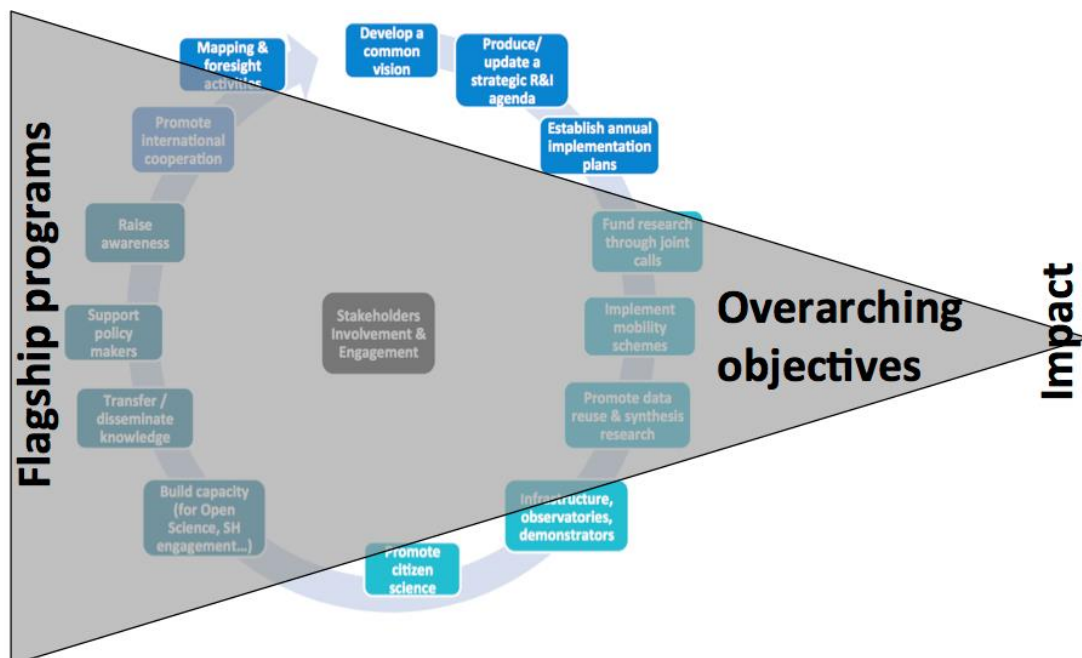 Develop a
common
vision
Produce/
update a
strategic R&I
agenda
Establish annual
implementation
plans
Fund research
through joint
calls
Implement
mobility
schemes
Promote data
reuse & synthesis
research
Infrastructure,
observatories,
demonstrators
Promote
citizen
science
Build capacity
(for Open
Science, SH
engagement...)
Transfer /
disseminate
knowledge
Support
policy
makers
Raise
awareness
Promote
international
cooperation
Mapping &
foresight
activities
Stakeholders
Involvement &
Engagement
Flagship programs
Overarching
objectives
Impact